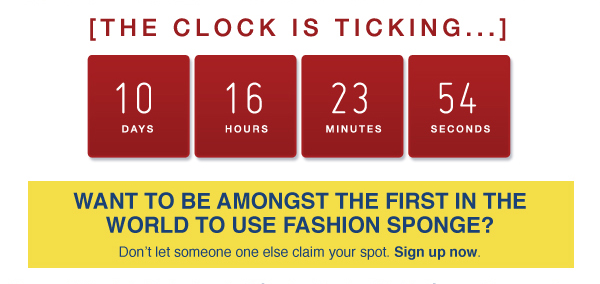 [THE CLOCK IS TICKING...]
10 16 23 54
DAYS HOURS MINUTES SECONDS
WANT TO BE AMONGST THE FIRST IN THE
WORLD TO USE FASHION SPONGE?
Don't let someone one else claim your spot. Sign up now.